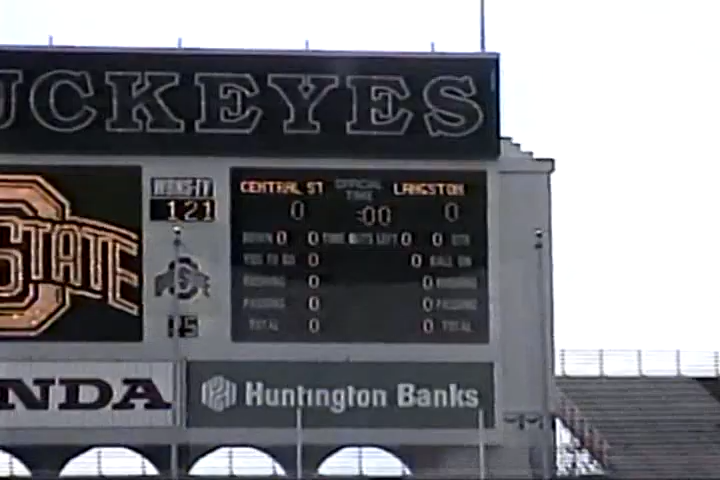 UCKEYES
CENTRAL ST OFFICIAL TIME LANGSTON
121
0 :00 0
DOWN 0 0 TIME OUTS LEFT 0 0 QTR
STATE
YDS TO GO 0 0 BALL ON
RUSHING 0 0 RUSHING
PASSING 0 0 PASSING
TOTAL 0 0 TOTAL
NDA
Huntington Banks